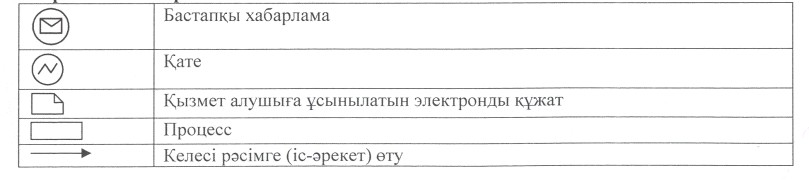 Бастапқы хабарлама
Қате
Қызмет алушыға ұсынылатын электронды құжат
Процесс
Келесі рәсімге (іс-әрекет) өту